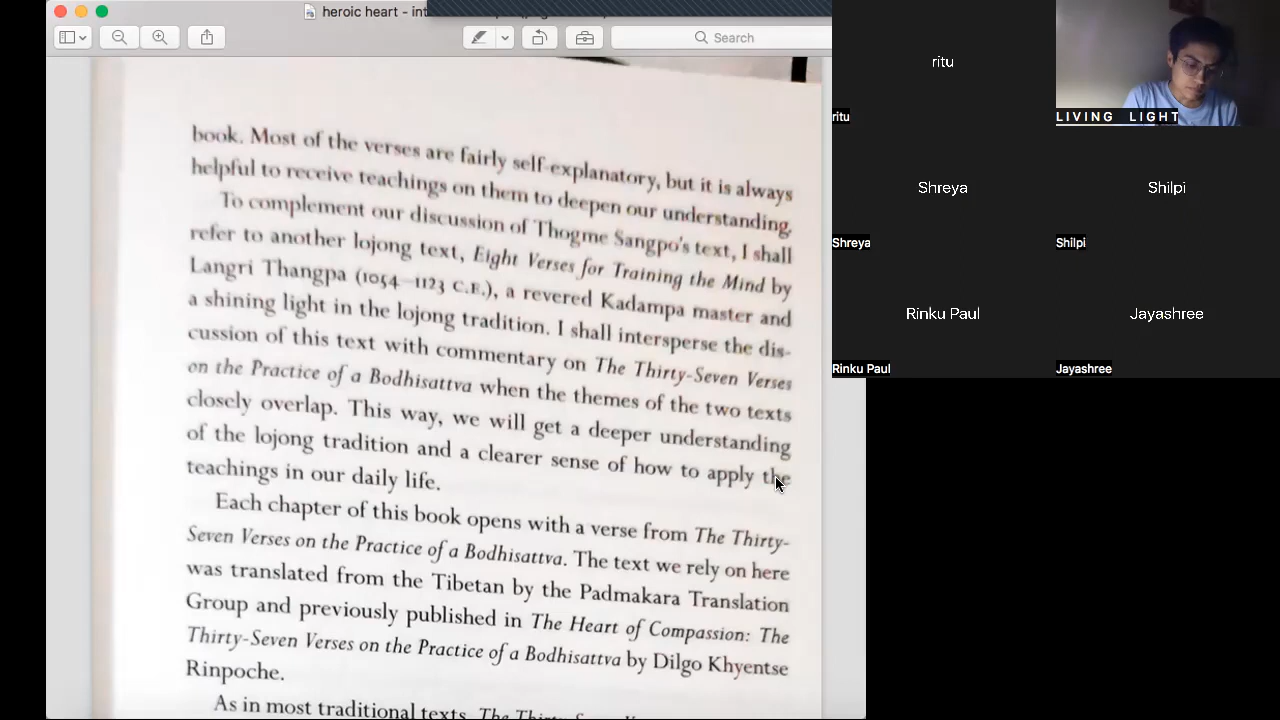 heroic heart - int
Search
book. Most of the verses are fairly self-explanatory, but it is always
helpful to receive teachings on them to deepen our understanding.
To complement our discussion of Thogme Sangpo's text, I shall
refer to another lojong text, Eight Verses for Training the Mind by
Langri Thangpa (1054–1123 C.E.), a revered Kadampa master and
a shining light in the lojong tradition. I shall intersperse the dis-
cussion of this text with commentary on The Thirty-Seven Verses
on the Practice of a Bodhisattva when the themes of the two texts
closely overlap. This way, we will get a deeper understanding
of the lojong tradition and a clearer sense of how to apply the
teachings in our daily life.
Each chapter of this book opens with a verse from The Thirty-
Seven Verses on the Practice of a Bodhisattva. The text we rely on here
was translated from the Tibetan by the Padmakara Translation
Group and previously published in The Heart of Compassion: The
Thirty-Seven Verses on the Practice of a Bodhisattva by Dilgo Khyentse
Rinpoche.
As in most traditional texts, The
ritu
ritu
LIVING LIGHT
Shreya
Shilpi
Shreya
Shilpi
Rinku Paul
Jayashree
Rinku Paul
Jayashree